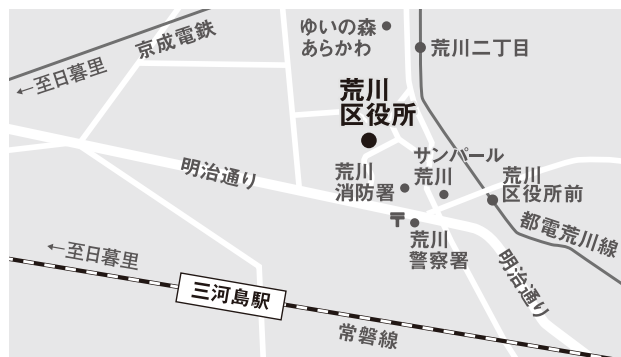 京成電鉄
←至日暮里
ゆいの森
あらかわ
荒川二丁目
荒川
区役所
サンパール
荒川
荒川
消防署
荒川
区役所前
明治通り
〒
荒川
警察署
都電荒川線
明治通り
←至日暮里
三河島駅
常磐線